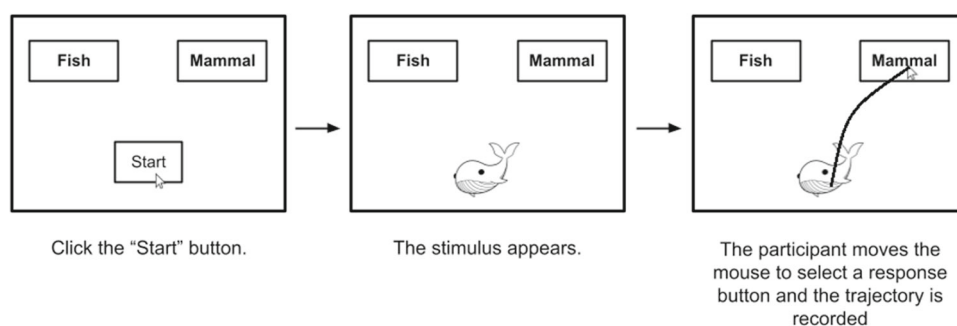 Fish
Mammal
Start
Click the “Start” button.
Fish
Mammal
The stimulus appears.
Fish
Mammal
The participant moves the
mouse to select a response
button and the trajectory is
recorded